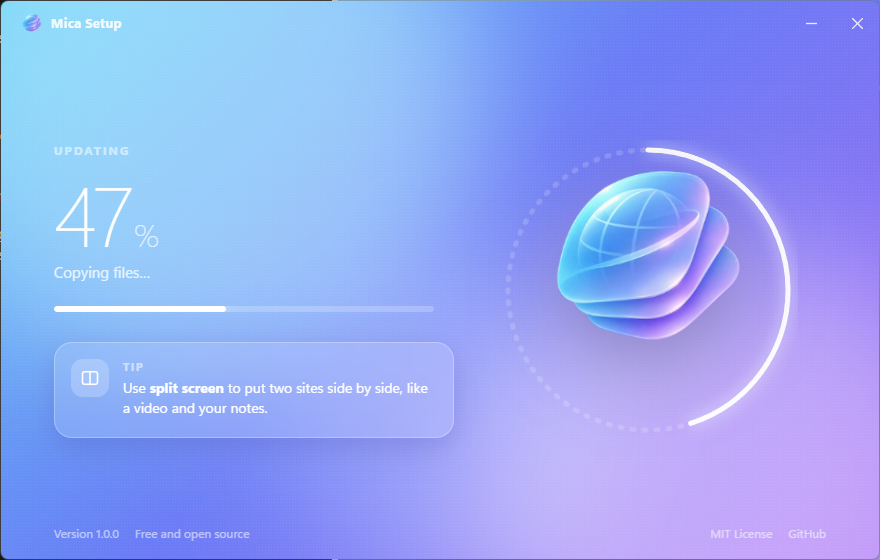 Mica Setup
UPDATING
47%
Copying files...
TIP
Use split screen to put two sites side by side, like
a video and your notes.
Version 1.0.0 Free and open source
MIT License GitHub